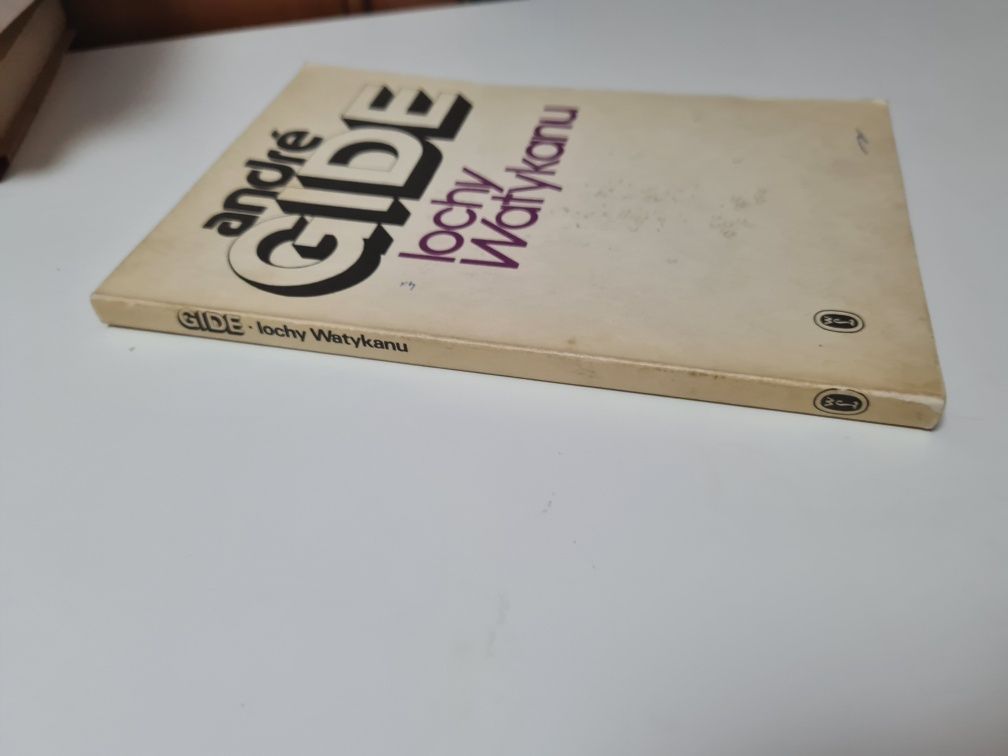 andré
GIDE
lochy
Watykanu
GIDE · lochy Watykanu